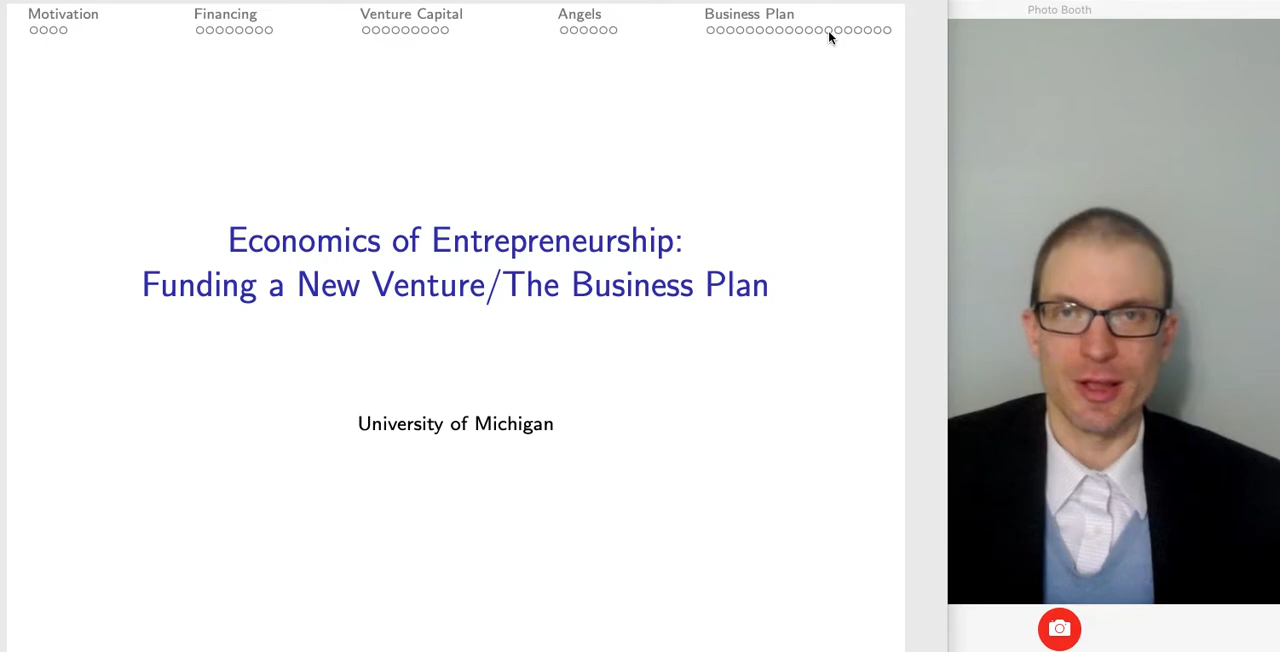 Motivation
Financing
Venture Capital
Angels
Business Plan
Photo Booth
Economics of Entrepreneurship:
Funding a New Venture/The Business Plan
University of Michigan